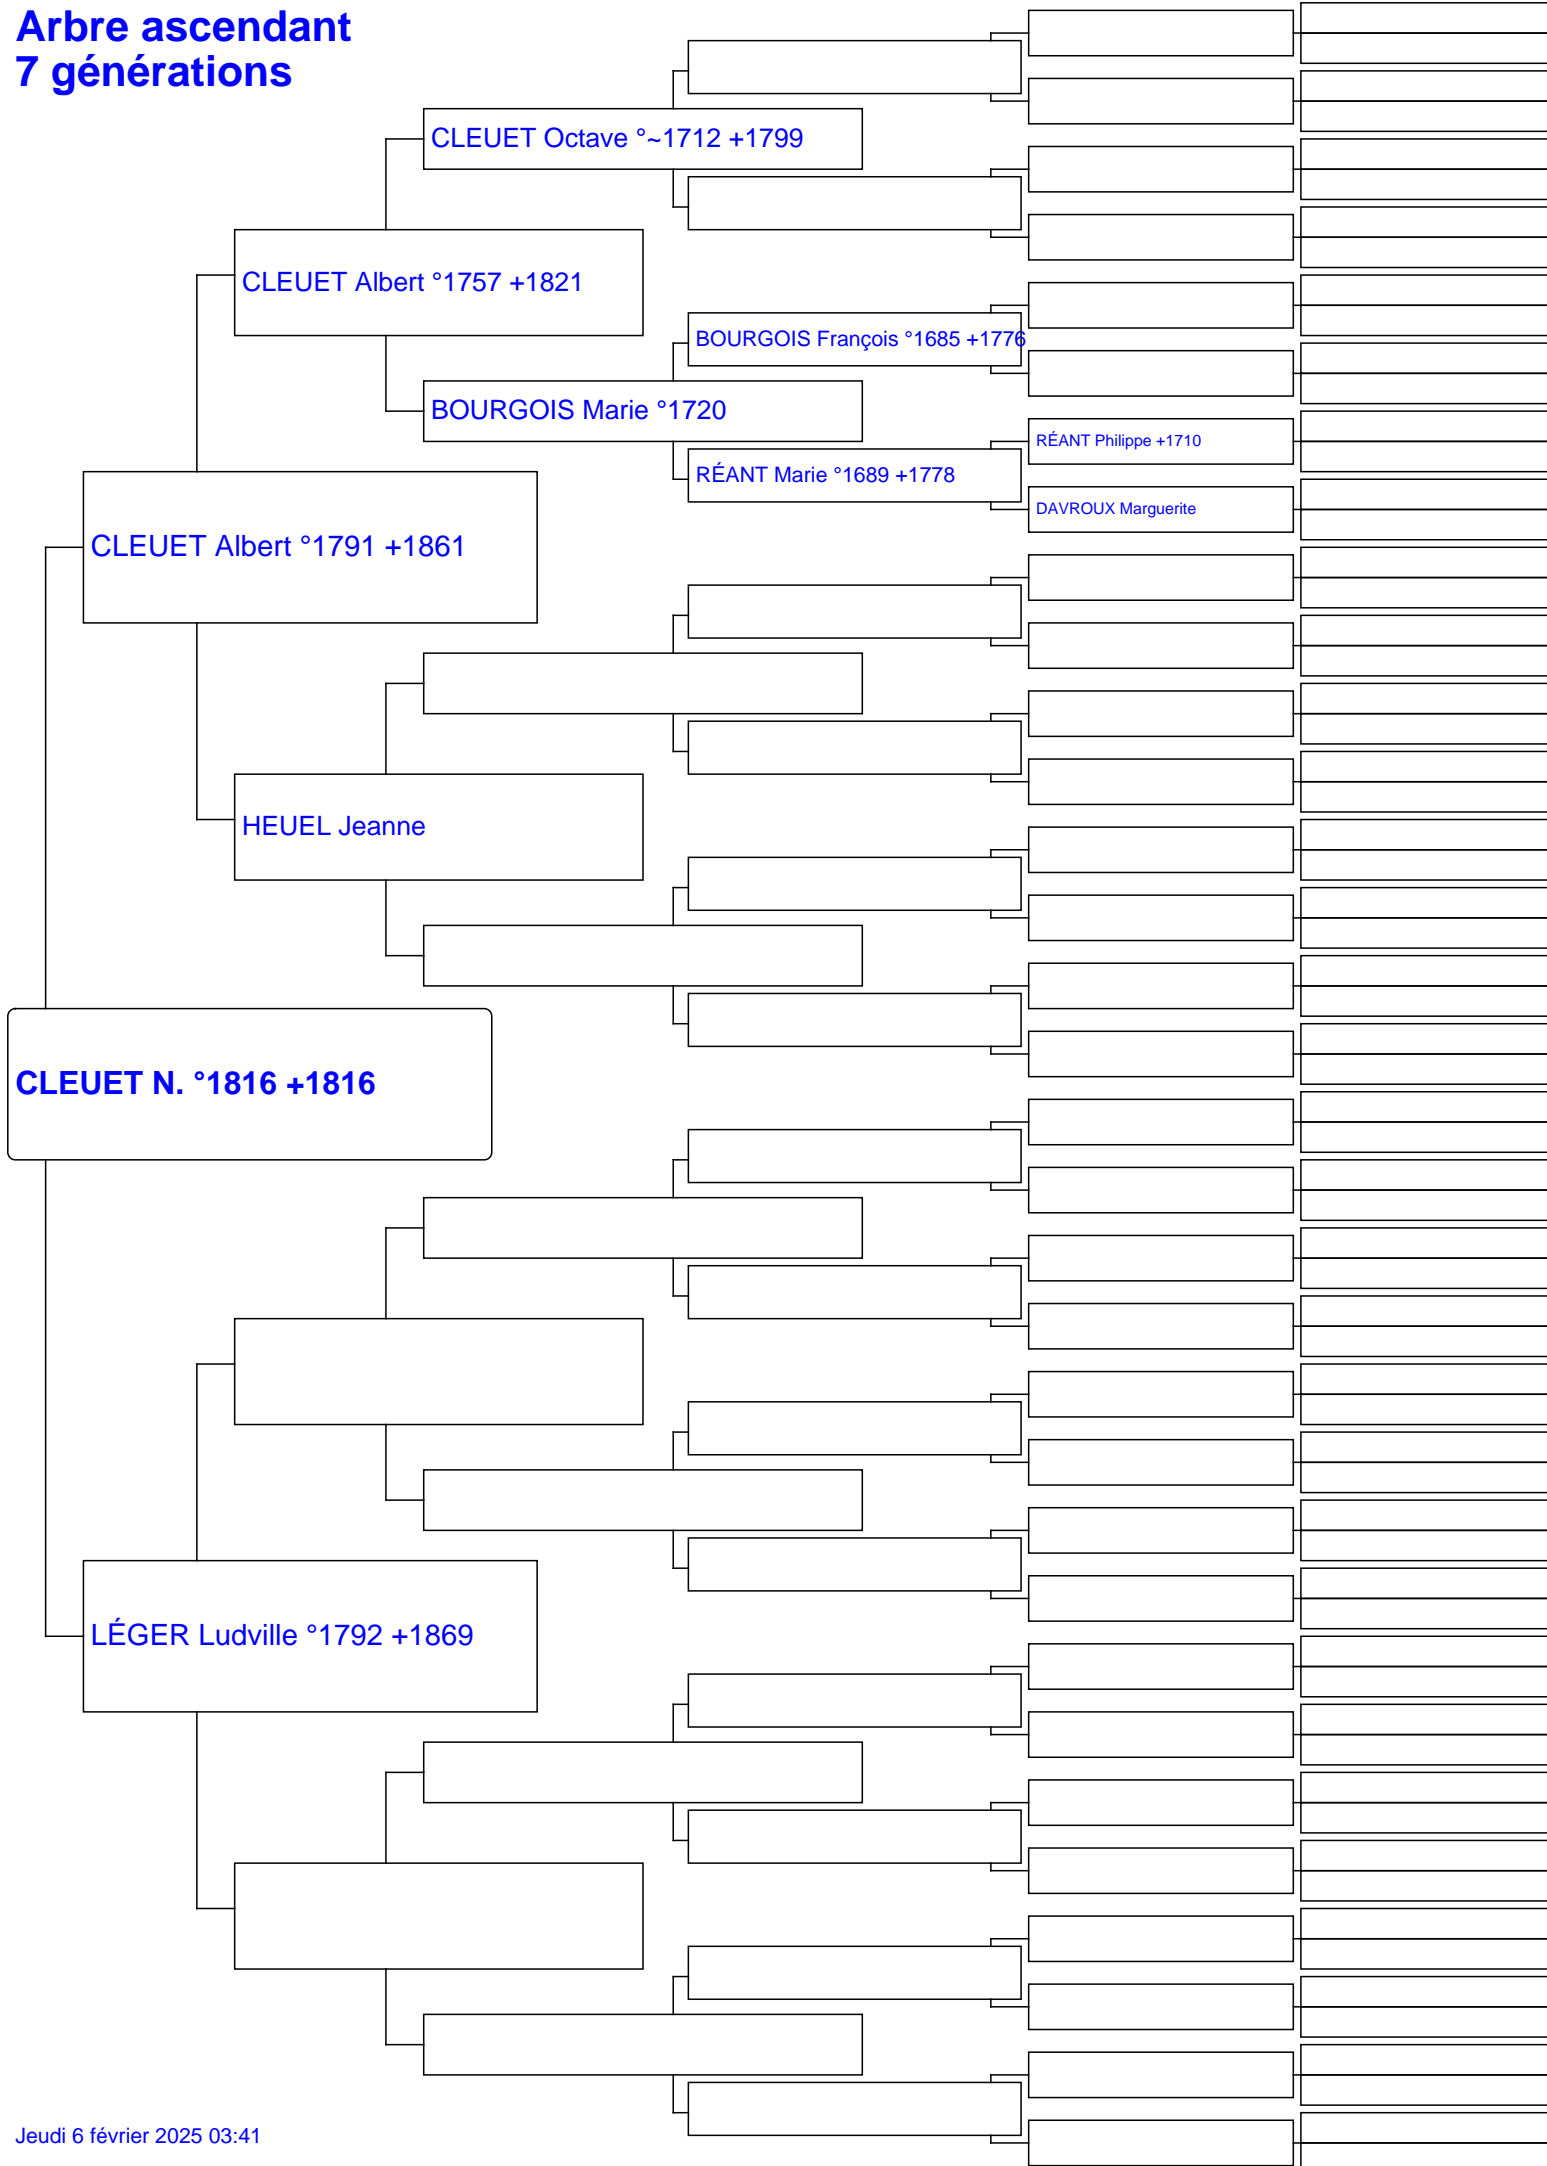 Arbre ascendant
7 générations
CLEUET Octave °~1712 +1799
CLEUET Albert °1757 +1821
BOURGOIS François °1685 +1776
BOURGOIS Marie °1720
RÉANT Philippe +1710
RÉANT Marie °1689 +1778
DAVROUX Marguerite
CLEUET Albert °1791 +1861
HEUEL Jeanne
CLEUET N. °1816 +1816
LÉGER Ludville °1792 +1869
Jeudi 6 février 2025 03:41